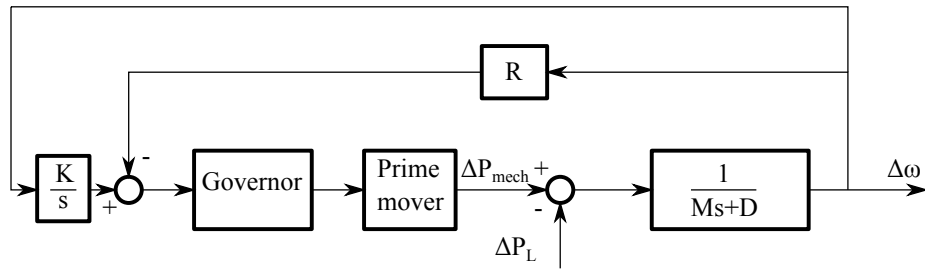 R
-
K
s
+
Governor
Prime
mover
ΔP_mech
+
-
ΔP_L
1
Ms+D
Δω